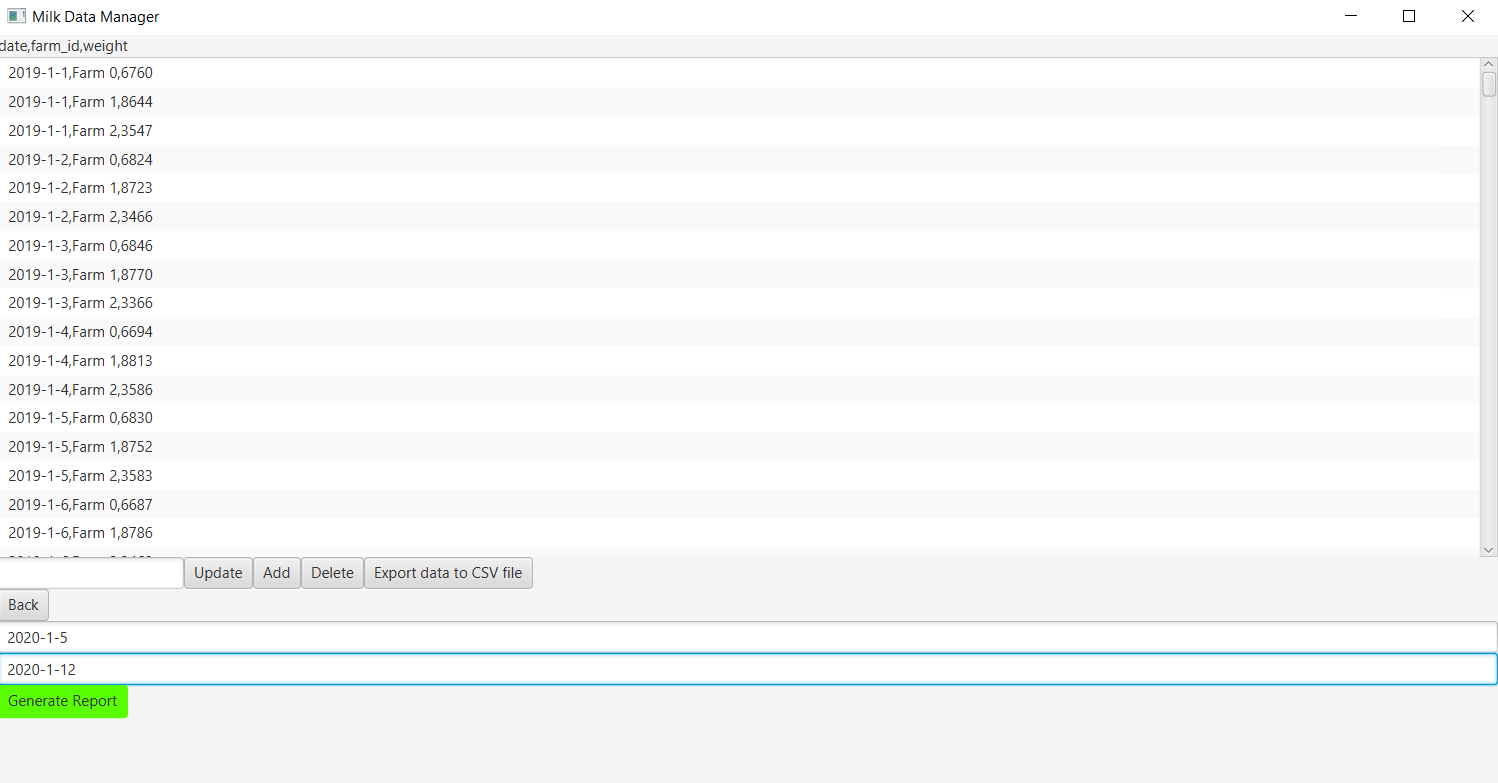 Milk Data Manager
date,farm_id,weight
2019-1-1,Farm 0,6760
2019-1-1,Farm 1,8644
2019-1-1,Farm 2,3547
2019-1-2,Farm 0,6824
2019-1-2,Farm 1,8723
2019-1-2,Farm 2,3466
2019-1-3,Farm 0,6846
2019-1-3,Farm 1,8770
2019-1-3,Farm 2,3366
2019-1-4,Farm 0,6694
2019-1-4,Farm 1,8813
2019-1-4,Farm 2,3586
2019-1-5,Farm 0,6830
2019-1-5,Farm 1,8752
2019-1-5,Farm 2,3583
2019-1-6,Farm 0,6687
2019-1-6,Farm 1,8786
Update Add Delete Export data to CSV file
Back
2020-1-5
2020-1-12
Generate Report